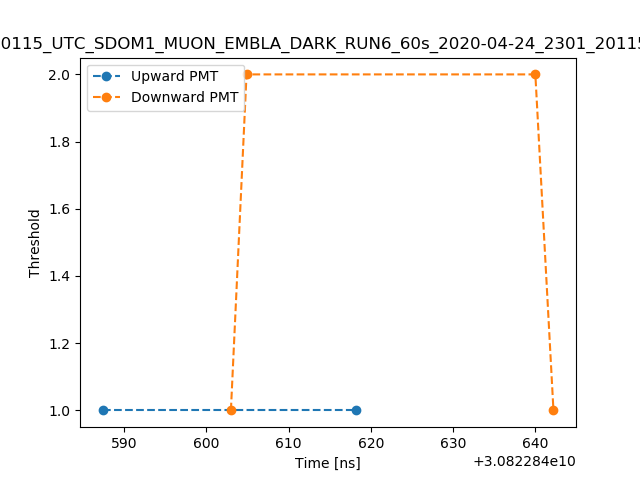 0115_UTC_SDOM1_MUON_EMBLA_DARK_RUN6_60s_2020-04-24_2301_20115
Upward PMT
Downward PMT
2.0
1.8
1.6
1.4
1.2
1.0
Threshold
590 600 610 620 630 640
Time [ns]
+3.082284e10